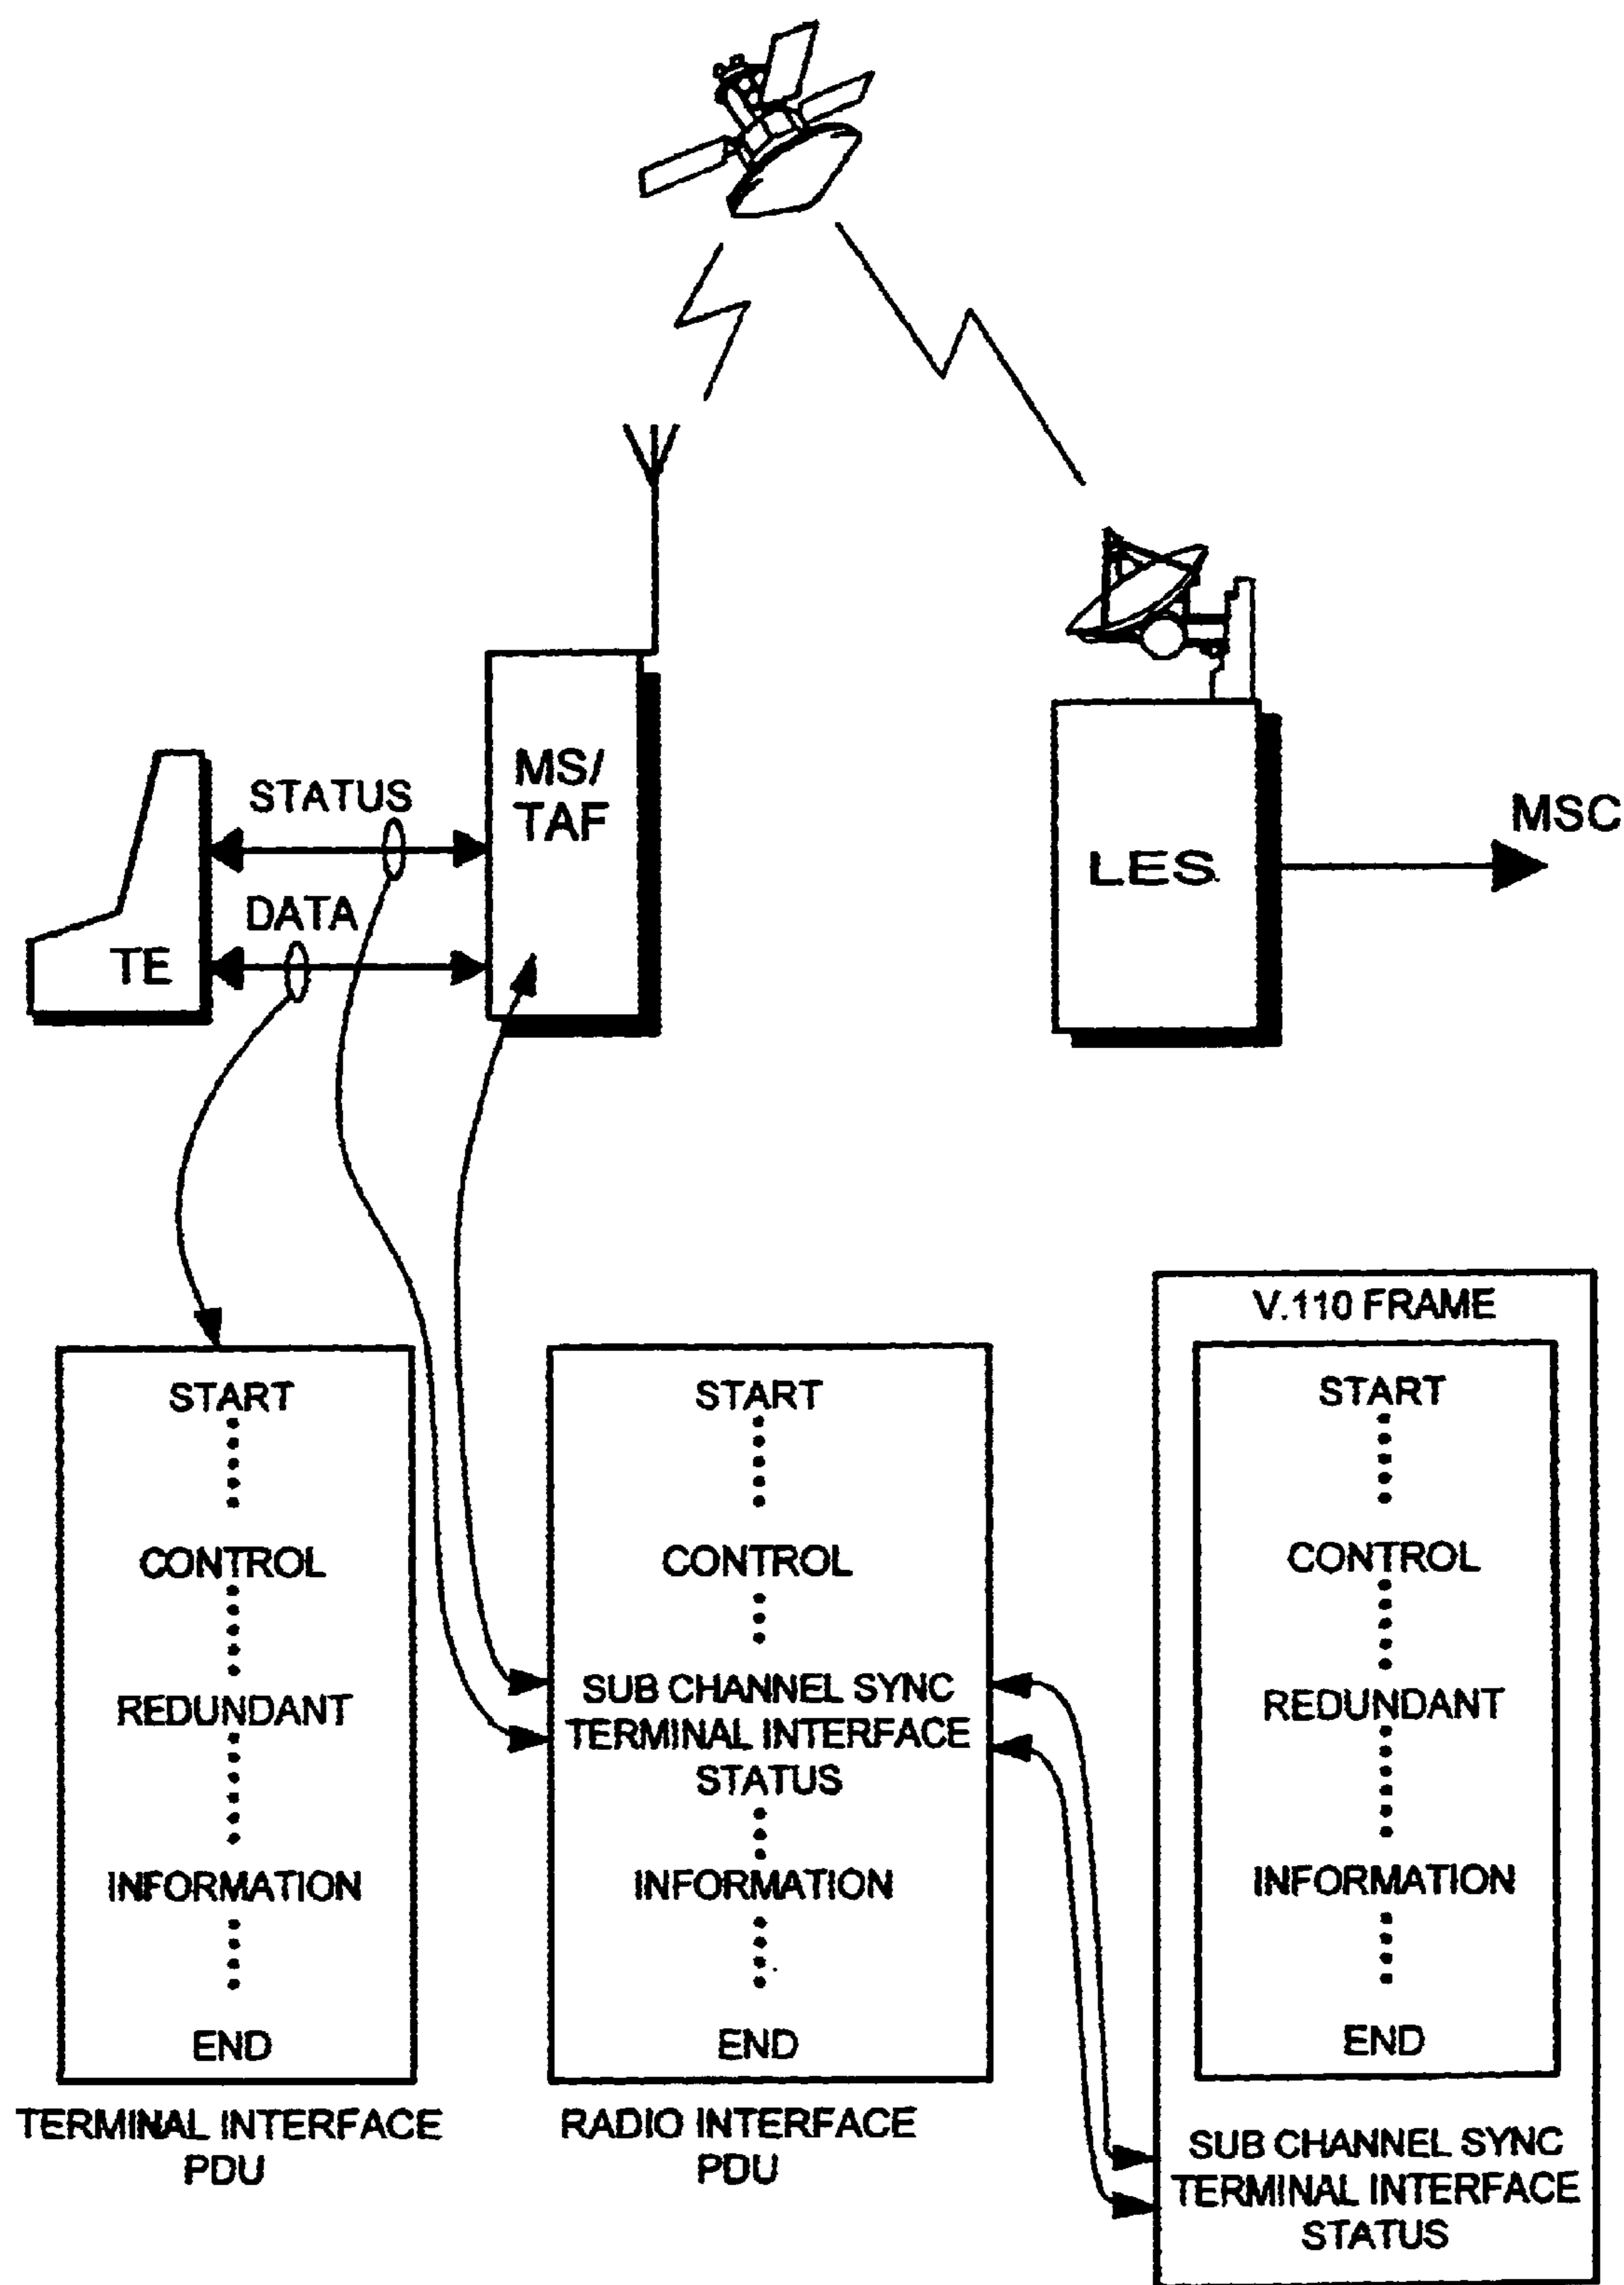 MS/
TAF
STATUS
DATA
TE
LES
MSC
START
CONTROL
REDUNDANT
INFORMATION
END
TERMINAL INTERFACE
PDU
START
CONTROL
SUB CHANNEL SYNC
TERMINAL INTERFACE
STATUS
INFORMATION
END
RADIO INTERFACE
PDU
V.110 FRAME
START
CONTROL
REDUNDANT
INFORMATION
END
SUB CHANNEL SYNC
TERMINAL INTERFACE
STATUS